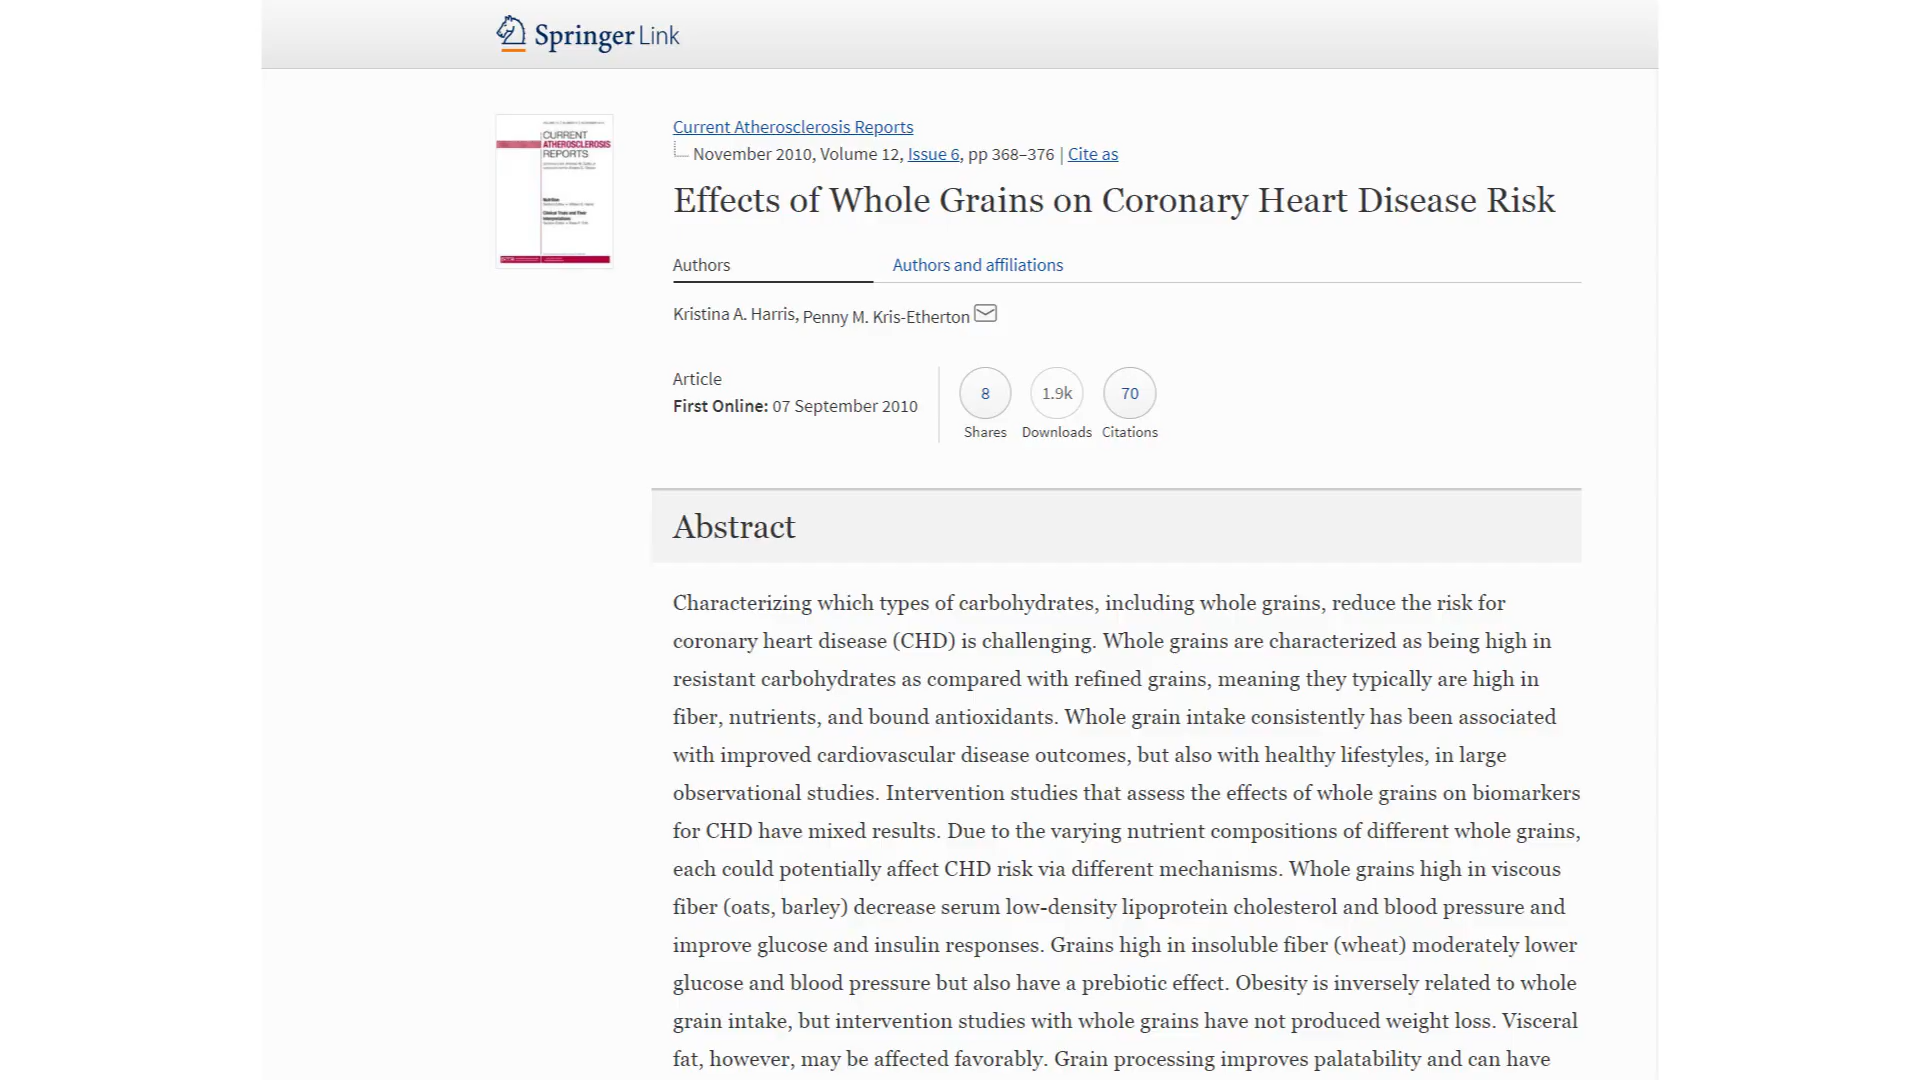 Springer Link
CURRENT
ATHEROSCLEROSIS
REPORTS
Nutrition
Clinical Trials and Their
Interpretations
Current Atherosclerosis Reports
November 2010, Volume 12, Issue 6, pp 368–376 | Cite as
Effects of Whole Grains on Coronary Heart Disease Risk
Authors
Authors and affiliations
Kristina A. Harris, Penny M. Kris-Etherton
Article
First Online: 07 September 2010
8
1.9k
70
Shares
Downloads
Citations
Abstract
Characterizing which types of carbohydrates, including whole grains, reduce the risk for
coronary heart disease (CHD) is challenging. Whole grains are characterized as being high in
resistant carbohydrates as compared with refined grains, meaning they typically are high in
fiber, nutrients, and bound antioxidants. Whole grain intake consistently has been associated
with improved cardiovascular disease outcomes, but also with healthy lifestyles, in large
observational studies. Intervention studies that assess the effects of whole grains on biomarkers
for CHD have mixed results. Due to the varying nutrient compositions of different whole grains,
each could potentially affect CHD risk via different mechanisms. Whole grains high in viscous
fiber (oats, barley) decrease serum low-density lipoprotein cholesterol and blood pressure and
improve glucose and insulin responses. Grains high in insoluble fiber (wheat) moderately lower
glucose and blood pressure but also have a prebiotic effect. Obesity is inversely related to whole
grain intake, but intervention studies with whole grains have not produced weight loss. Visceral
fat, however, may be affected favorably. Grain processing improves palatability and can have